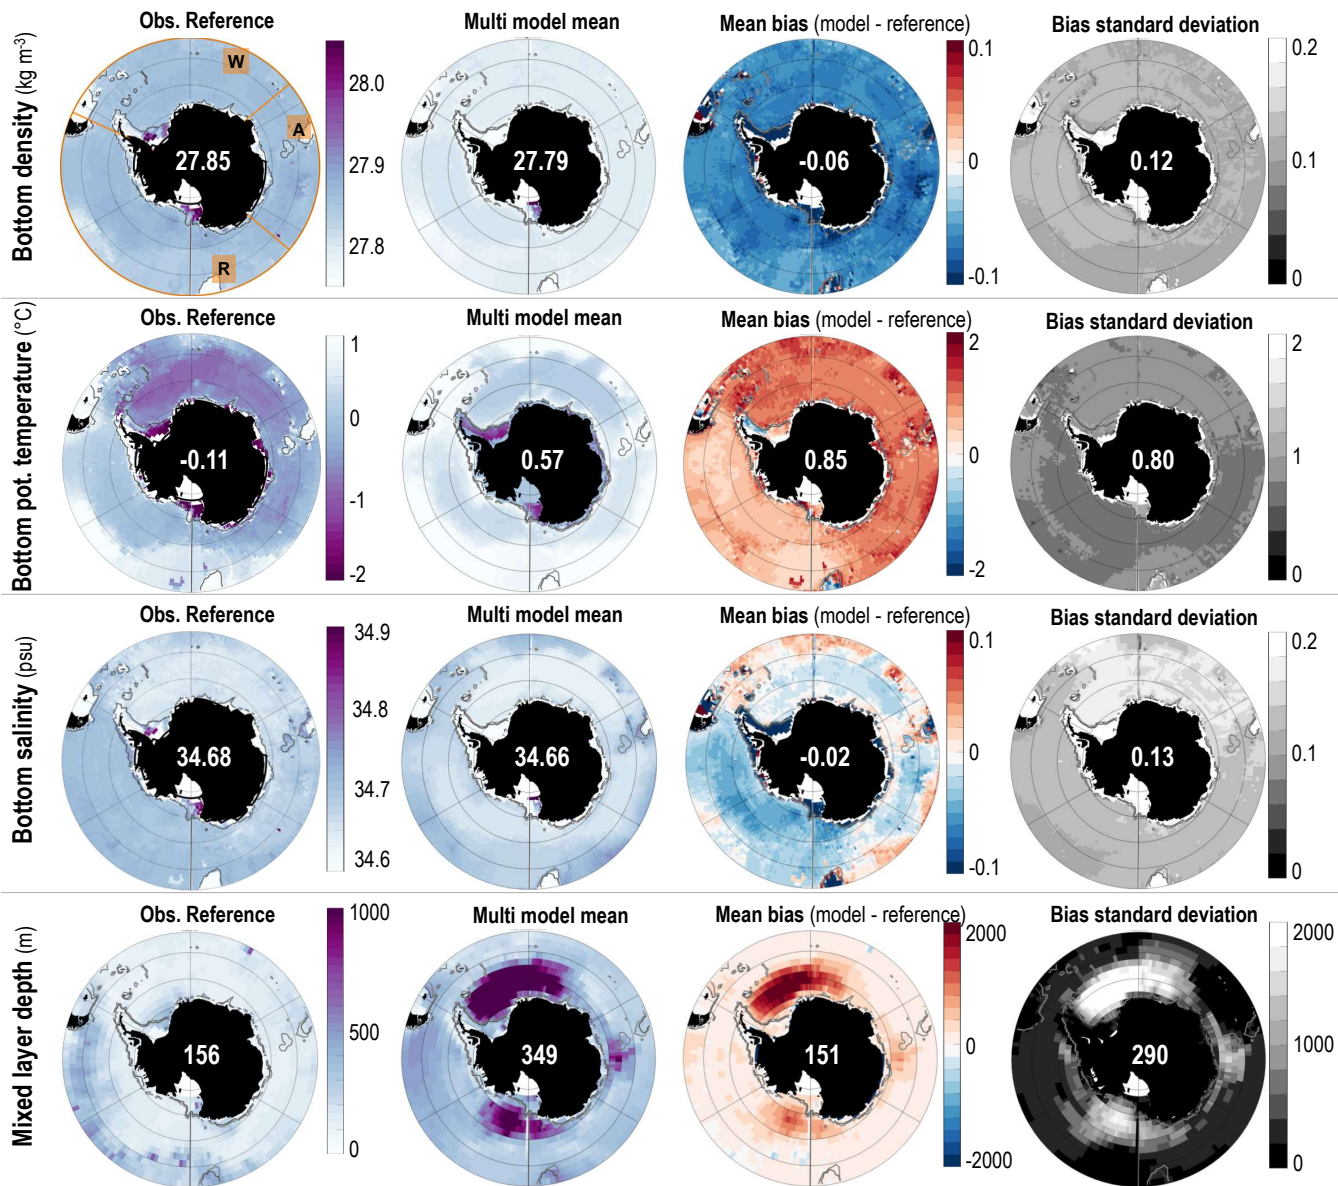 Obs. Reference
Multi model mean
Mean bias (model - reference)
Bias standard deviation
Bottom density (kg m-3)
W
A
R
27.85
28.0
27.9
27.8
27.79
-0.06
0.1
0
-0.1
0.12
0.2
0.1
0
Obs. Reference
Multi model mean
Mean bias (model - reference)
Bias standard deviation
Bottom pot. temperature (°C)
-0.11
1
0
-1
-2
0.57
0.85
2
0
-2
0.80
2
1
0
Obs. Reference
Multi model mean
Mean bias (model - reference)
Bias standard deviation
Bottom salinity (psu)
34.68
34.9
34.8
34.7
34.6
34.66
-0.02
0.1
0
-0.1
0.13
0.2
0.1
0
Obs. Reference
Multi model mean
Mean bias (model - reference)
Bias standard deviation
Mixed layer depth (m)
156
1000
500
0
349
151
2000
0
-2000
290
2000
1000
0